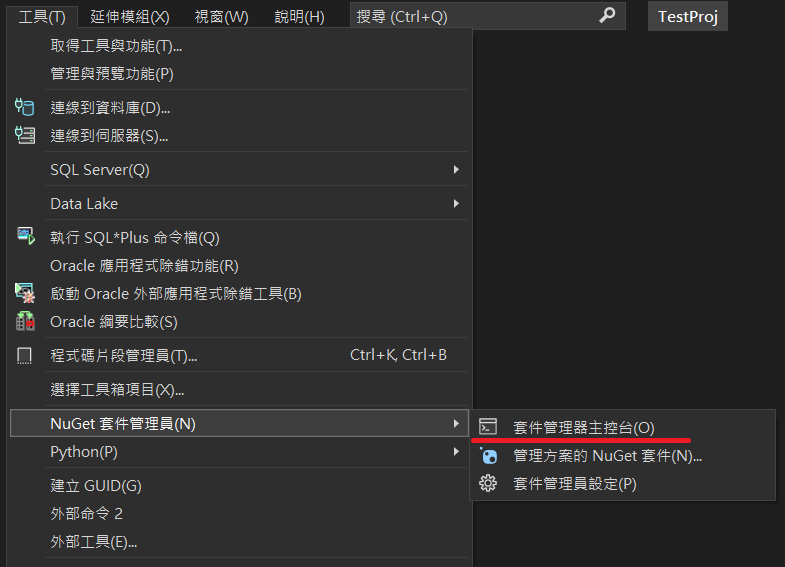 工具(T) 延伸模組(X) 視窗(W) 說明(H) 搜尋 (Ctrl+Q) TestProj
取得工具與功能(T)...
管理與預覽功能(P)
連線到資料庫(D)...
連線到伺服器(S)...
SQL Server(Q)
Data Lake
執行 SQL*Plus 命令檔(Q)
Oracle 應用程式除錯功能(R)
啟動 Oracle 外部應用程式除錯工具(B)
Oracle 綱要比較(S)
程式碼片段管理員(T)... Ctrl+K, Ctrl+B
選擇工具箱項目(X)...
NuGet 套件管理員(N)
套件管理器主控台(O)
管理方案的 NuGet 套件(N)...
套件管理員設定(P)
Python(P)
建立 GUID(G)
外部命令 2
外部工具(E)...